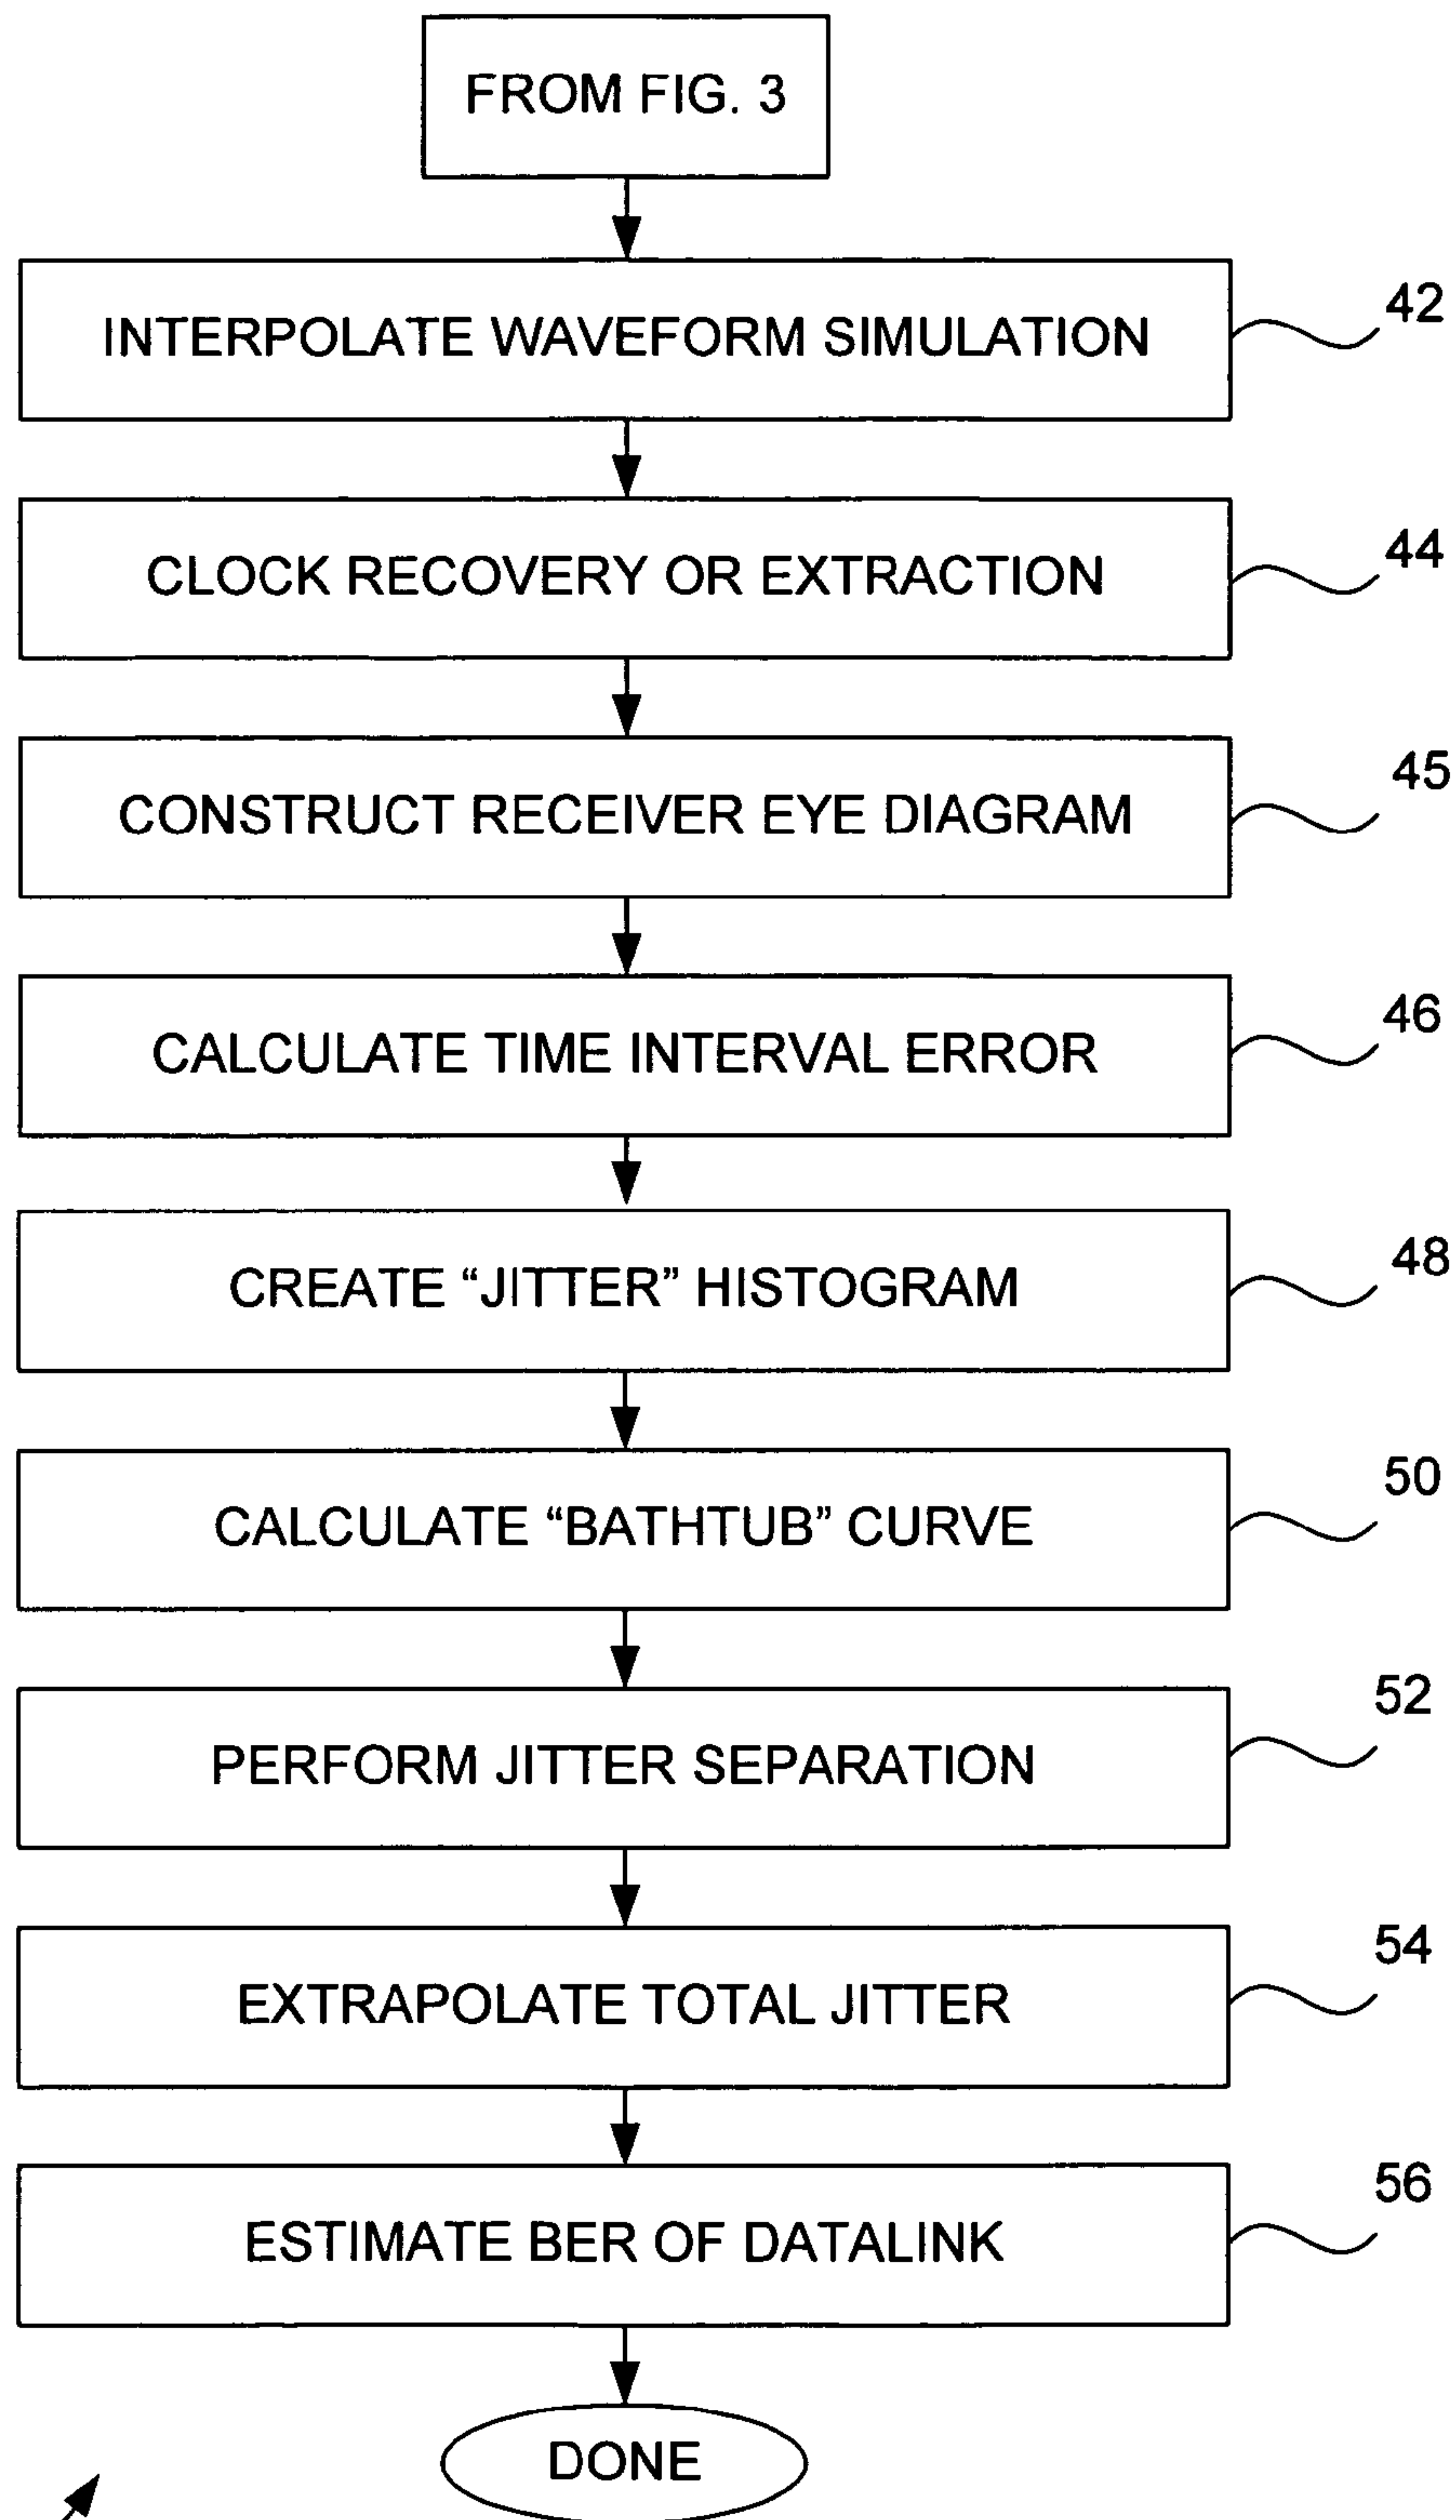 FROM FIG. 3
INTERPOLATE WAVEFORM SIMULATION
42
CLOCK RECOVERY OR EXTRACTION
44
CONSTRUCT RECEIVER EYE DIAGRAM
45
CALCULATE TIME INTERVAL ERROR
46
CREATE “JITTER” HISTOGRAM
48
CALCULATE “BATHTUB” CURVE
50
PERFORM JITTER SEPARATION
52
EXTRAPOLATE TOTAL JITTER
54
ESTIMATE BER OF DATALINK
56
DONE